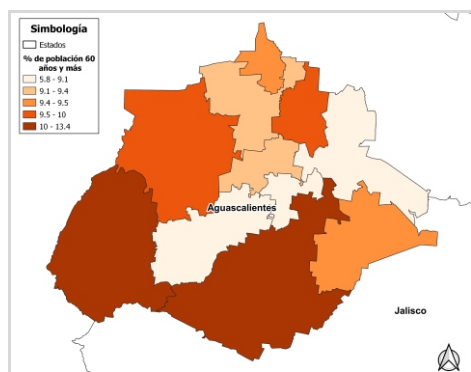 Simbología
Estados
% de población 60
años y más
5.8 - 9.1
9.1 - 9.4
9.4 - 9.5
9.5 - 10
10 - 13.4
Aguascalientes
Jalisco